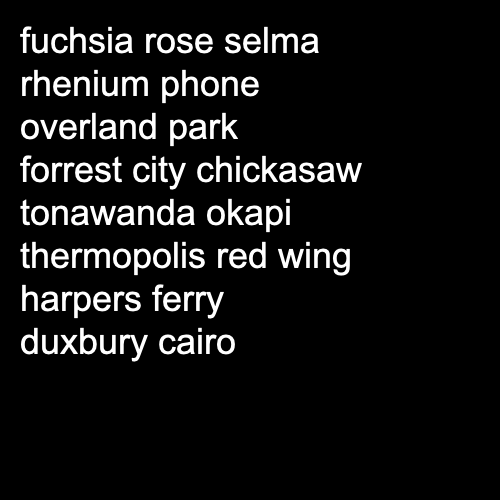 fuchsia rose selma
rhenium phone
overland park
forrest city chickasaw
tonawanda okapi
thermopolis red wing
harpers ferry
duxbury cairo